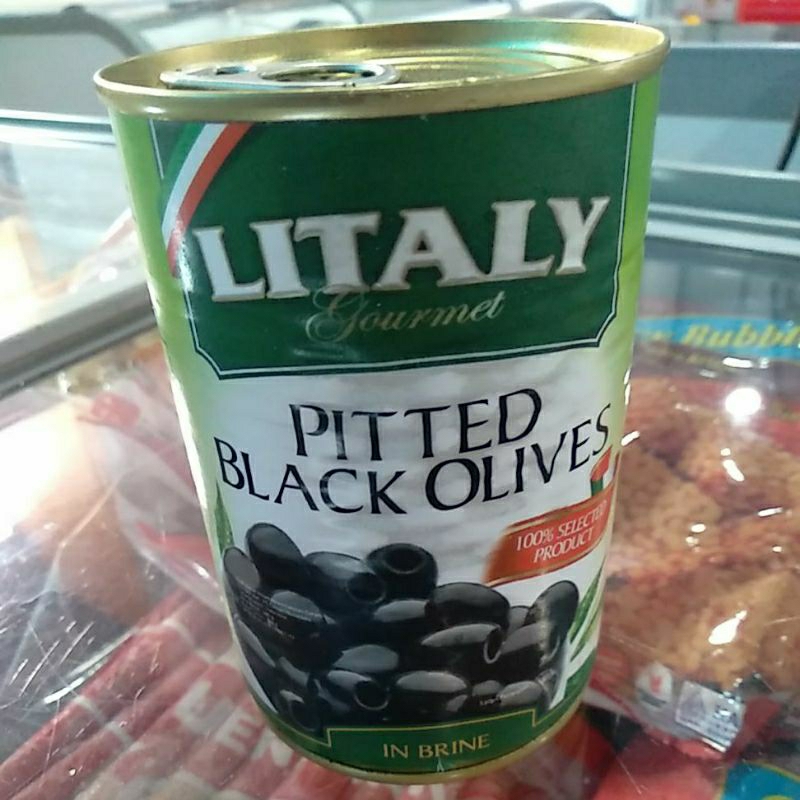 LITALY
Gourmet
PITTED
BLACK OLIVES
100% SELECTED
PRODUCT
IN BRINE